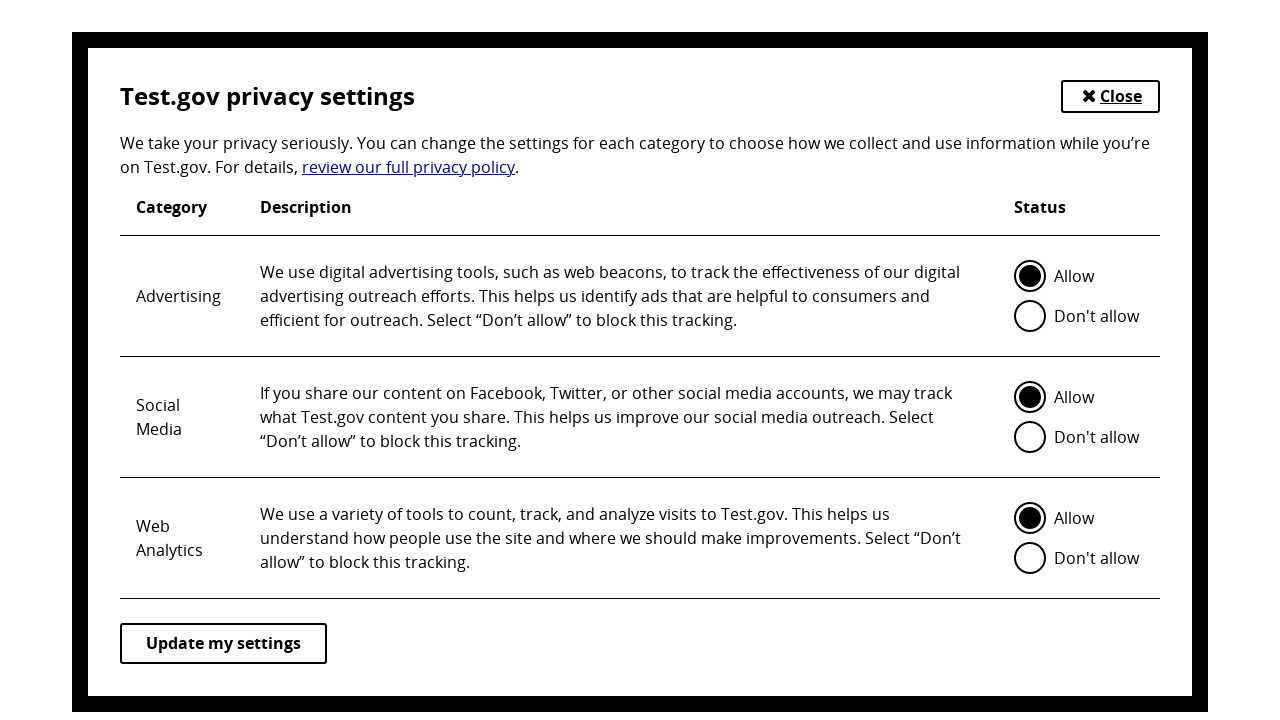 Test.gov privacy settings
✖ Close
We take your privacy seriously. You can change the settings for each category to choose how we collect and use information while you’re
on Test.gov. For details, review our full privacy policy.
Category Description Status
Advertising
We use digital advertising tools, such as web beacons, to track the effectiveness of our digital
advertising outreach efforts. This helps us identify ads that are helpful to consumers and
efficient for outreach. Select “Don’t allow” to block this tracking.
Allow
Don't allow
Social
Media
If you share our content on Facebook, Twitter, or other social media accounts, we may track
what Test.gov content you share. This helps us improve our social media outreach. Select
“Don’t allow” to block this tracking.
Allow
Don't allow
Web
Analytics
We use a variety of tools to count, track, and analyze visits to Test.gov. This helps us
understand how people use the site and where we should make improvements. Select “Don’t
allow” to block this tracking.
Allow
Don't allow
Update my settings